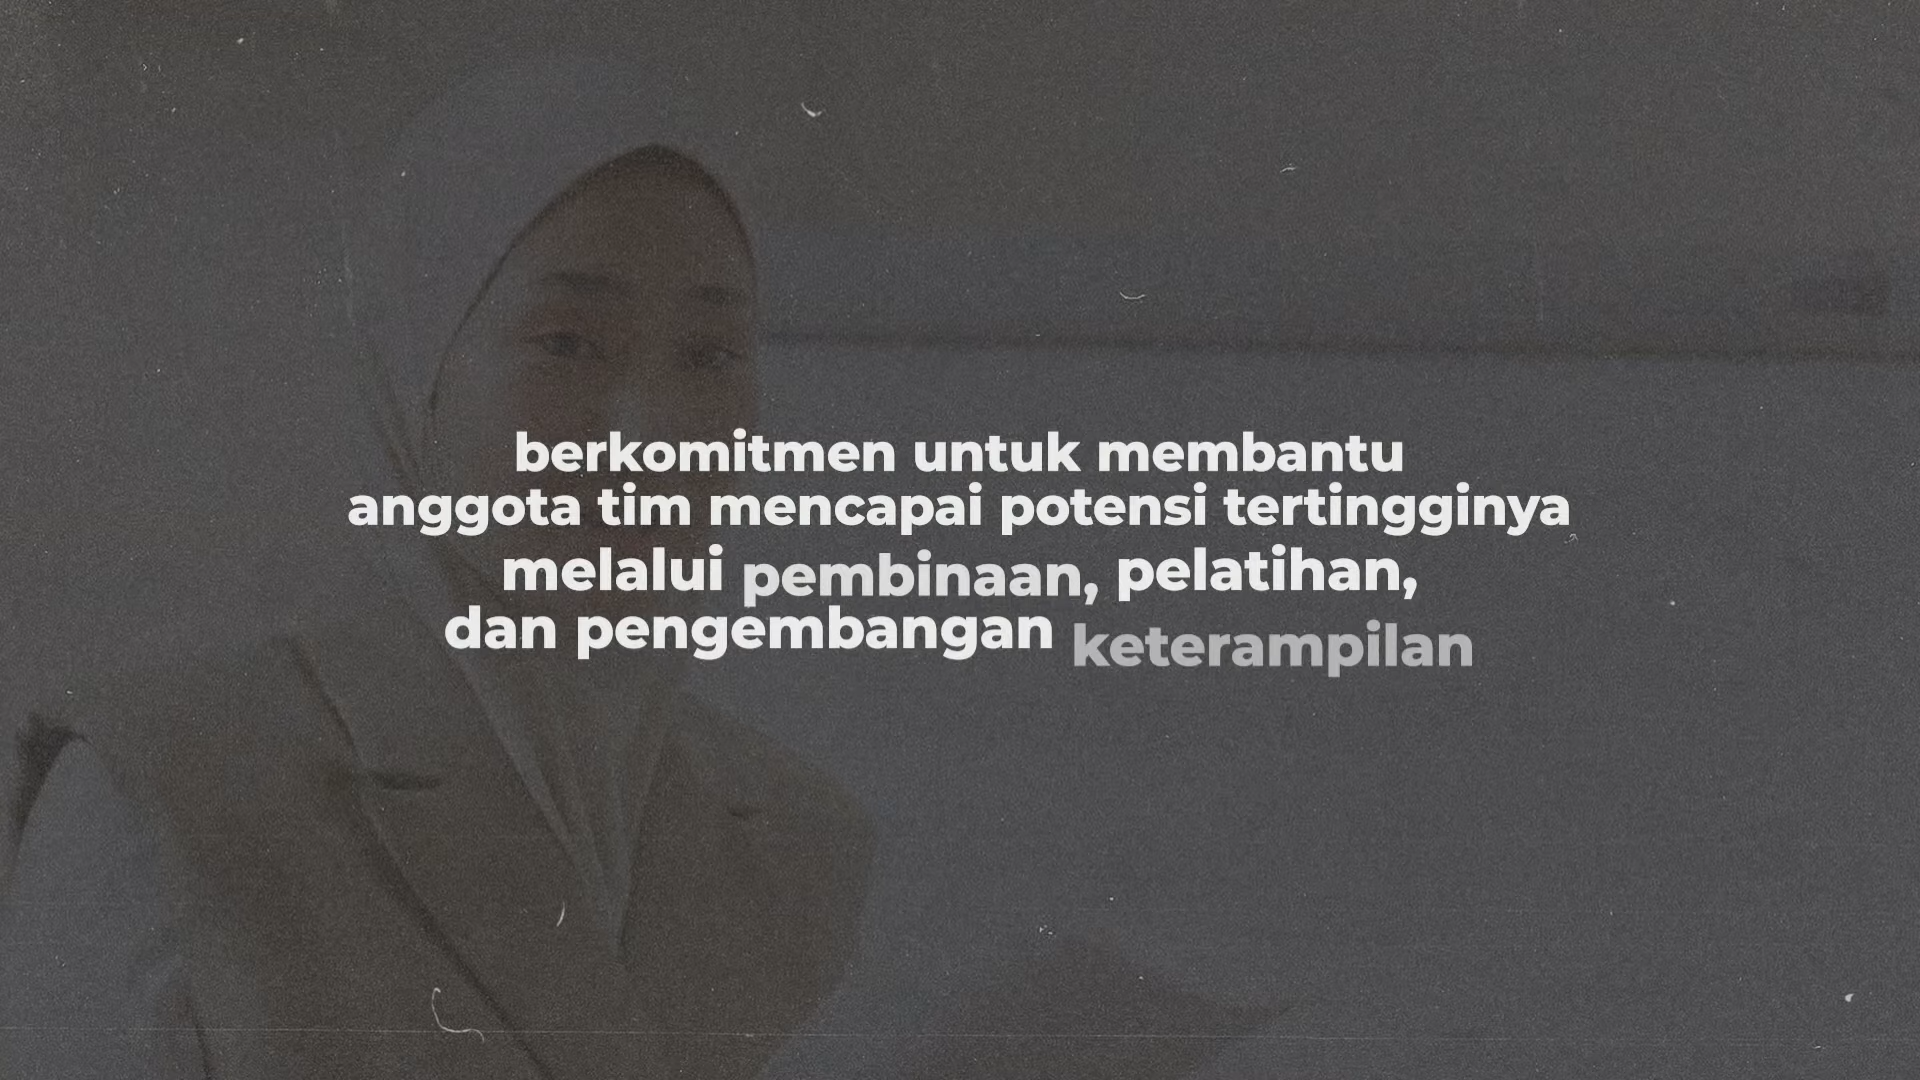 berkomitmen untuk membantu
anggota tim mencapai potensi tertingginya
melalui pembinaan, pelatihan,
dan pengembangan keterampilan